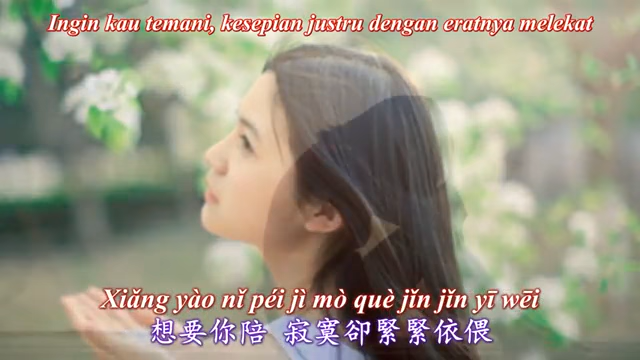 Ingin kau temani, kesepian justru dengan eratnya melekat
Xiǎng yào nǐ péi jì mò què jǐn jǐn yī wēi
想要你陪 寂寞卻緊緊依偎